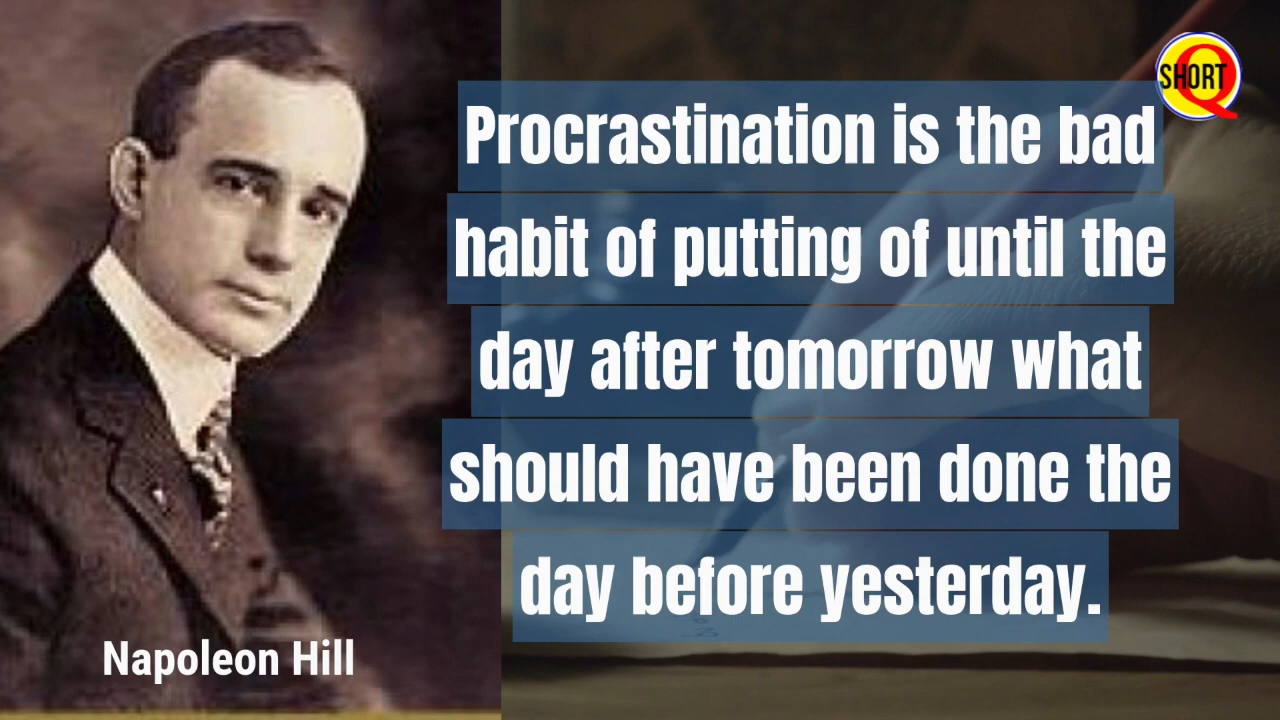 SHORT Q
Procrastination is the bad
habit of putting of until the
day after tomorrow what
should have been done the
day before yesterday.
Napoleon Hill